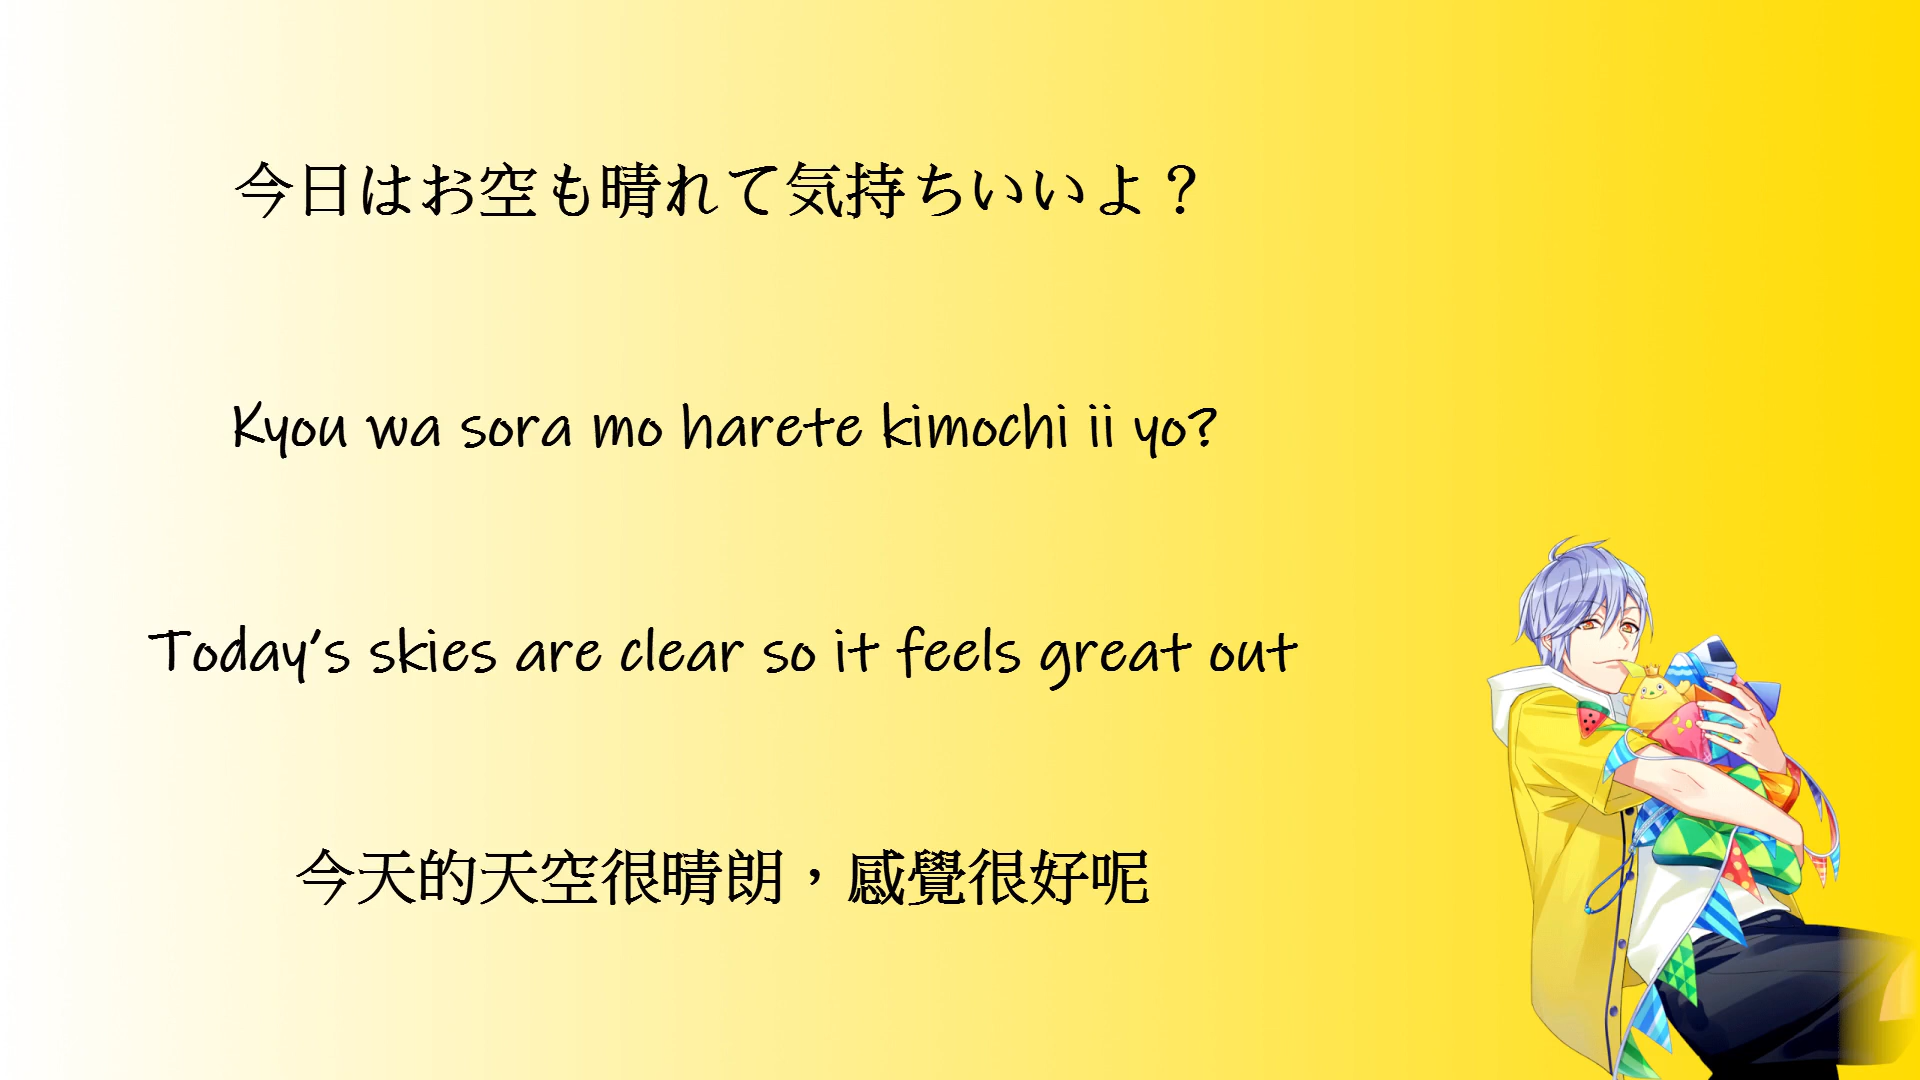 今日はお空も晴れて気持ちいいよ？
Kyou wa sora mo harete kimochi ii yo?
Today's skies are clear so it feels great out
今天的天空很晴朗，感覺很好呢